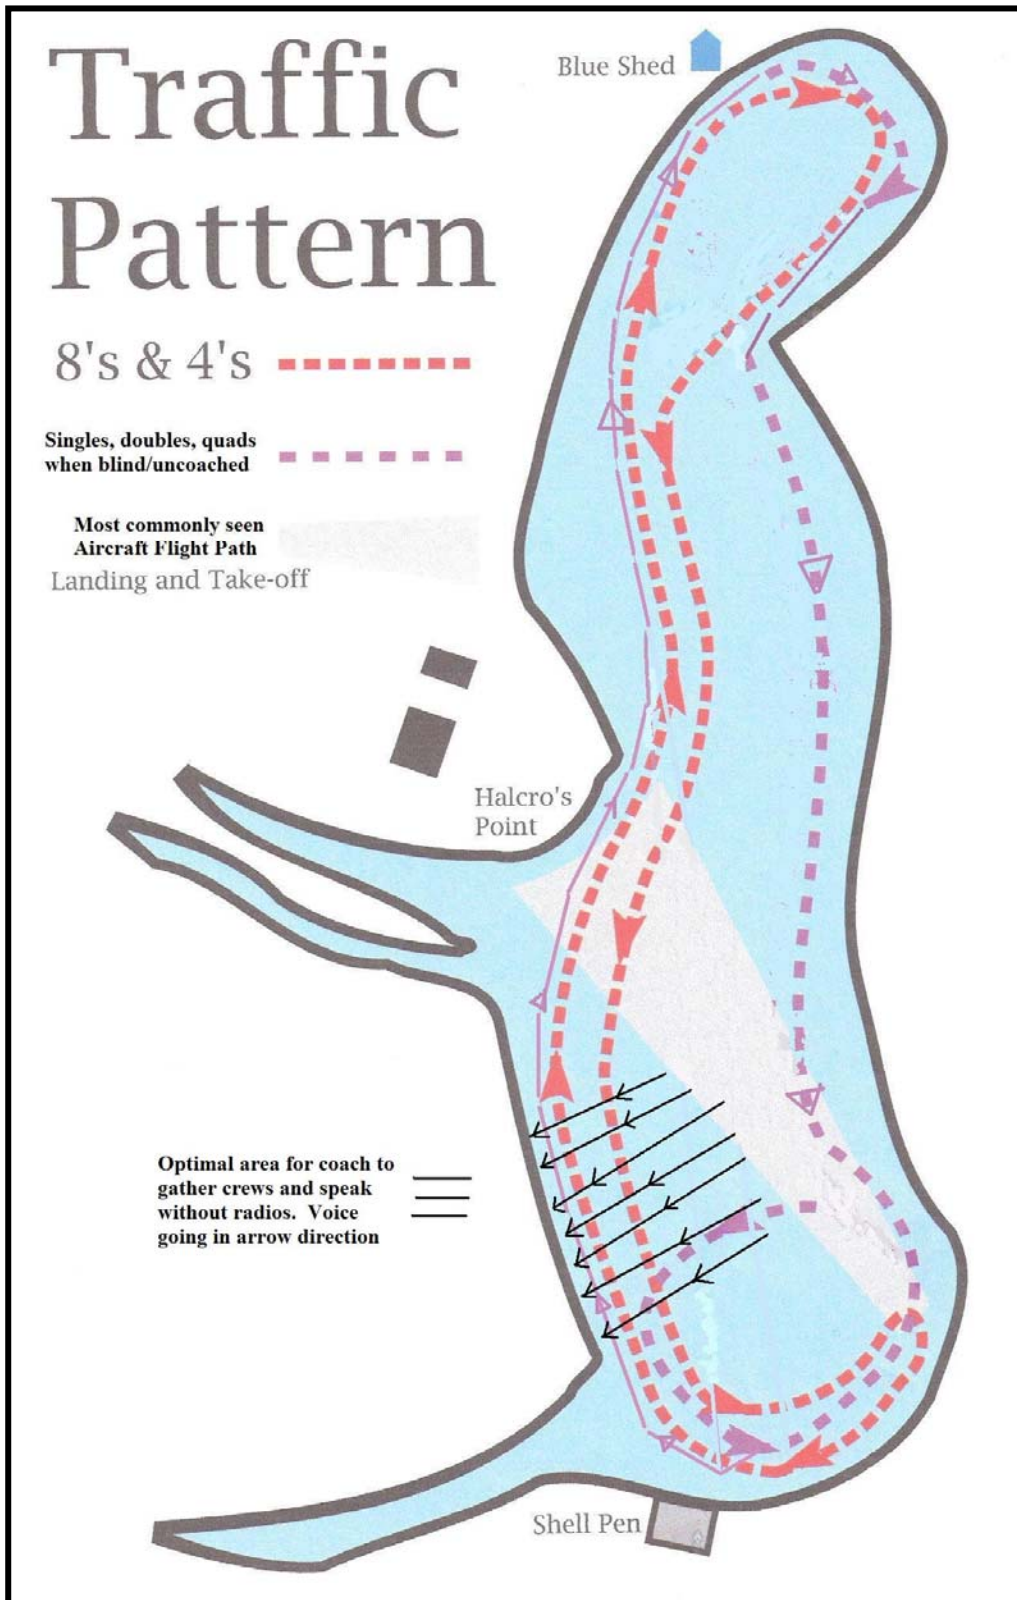 Traffic
Pattern
Blue Shed
8's & 4's
Singles, doubles, quads
when blind/uncoached
Most commonly seen
Aircraft Flight Path
Landing and Take-off
Halcro's
Point
Optimal area for coach to
gather crews and speak
without radios.  Voice
going in arrow direction
Shell Pen